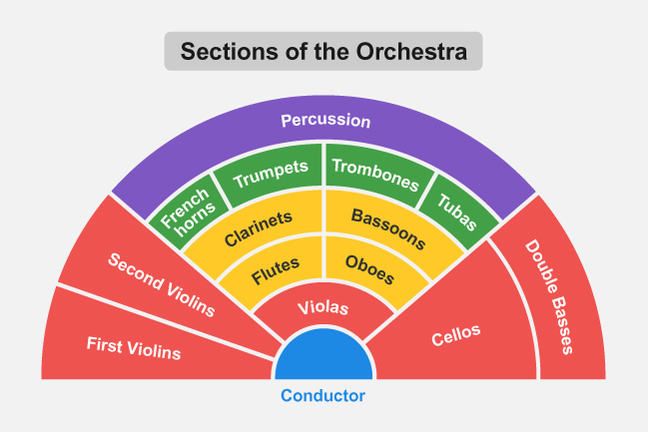 Sections of the Orchestra
Percussion
French
horns
Trumpets
Trombones
Tubas
Clarinets
Bassoons
Flutes
Oboes
Violas
Second Violins
First Violins
Cellos
Double Basses
Conductor